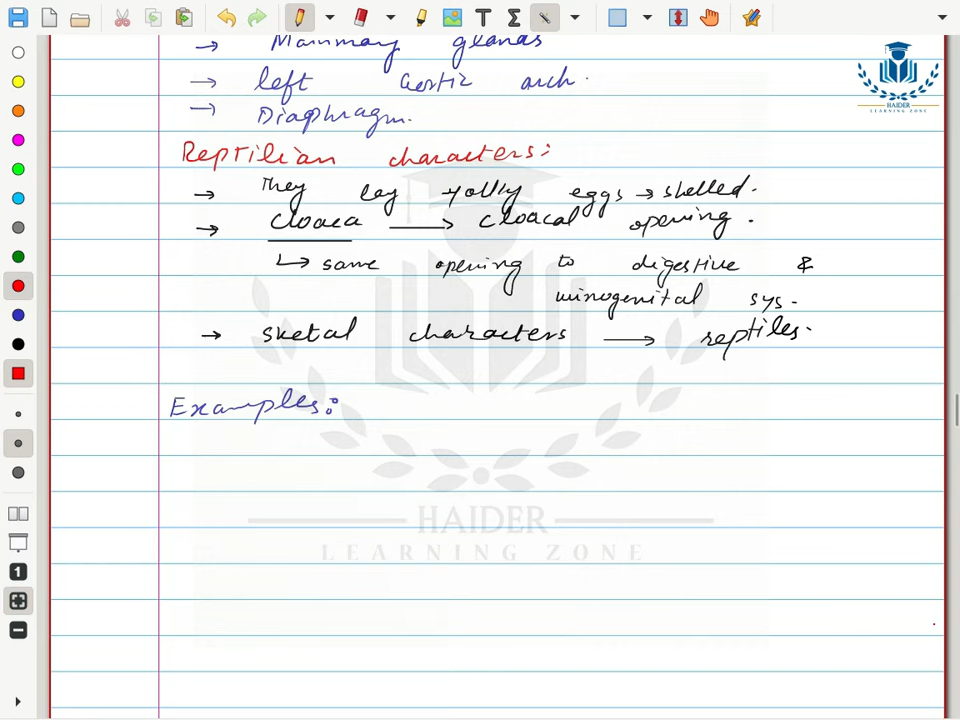 → Mammary glands
→ left aortic arch.
→ Diaphragm.
Reptilian characters:
→ They lay yolky eggs → shelled.
→ Cloaca → cloacal opening.
↳ same opening to digestive &
urinogenital sys.
→ sketal characters → reptiles.
Examples:
HAIDER
LEARNING ZONE
HAIDER
LEARNING ZONE